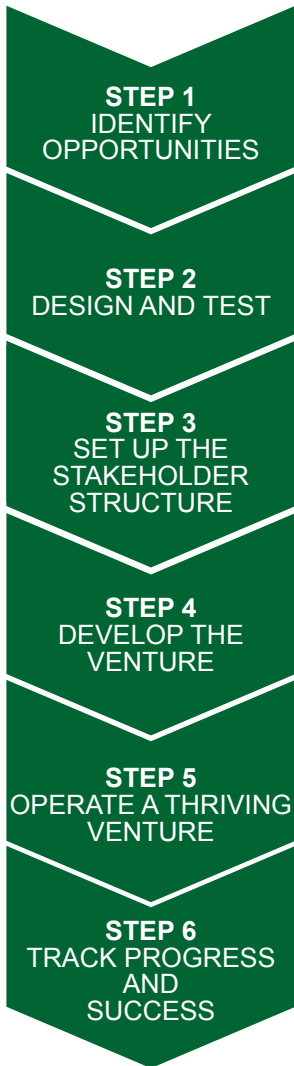 STEP 1
IDENTIFY
OPPORTUNITIES
STEP 2
DESIGN AND TEST
STEP 3
SET UP THE
STAKEHOLDER
STRUCTURE
STEP 4
DEVELOP THE
VENTURE
STEP 5
OPERATE A THRIVING
VENTURE
STEP 6
TRACK PROGRESS
AND
SUCCESS